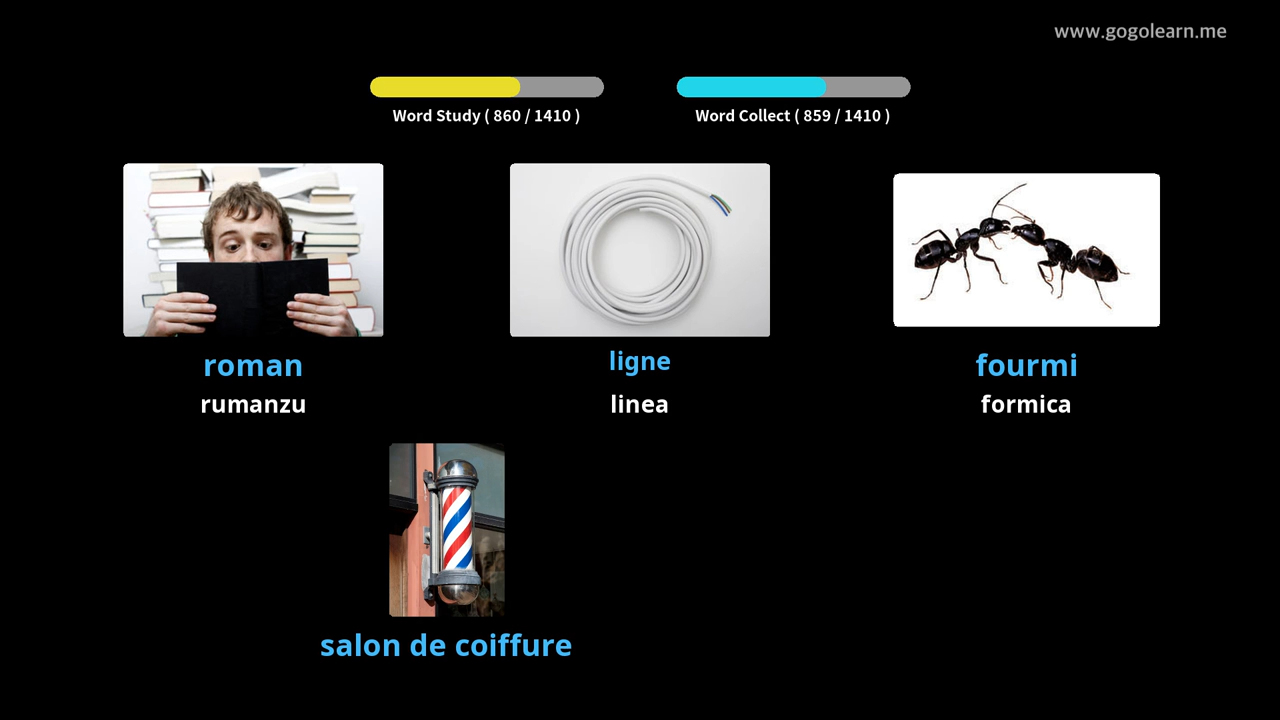 www.gogolearn.me
Word Study ( 860 / 1410 )
Word Collect ( 859 / 1410 )
roman
rumanzu
ligne
linea
fourmi
formica
salon de coiffure